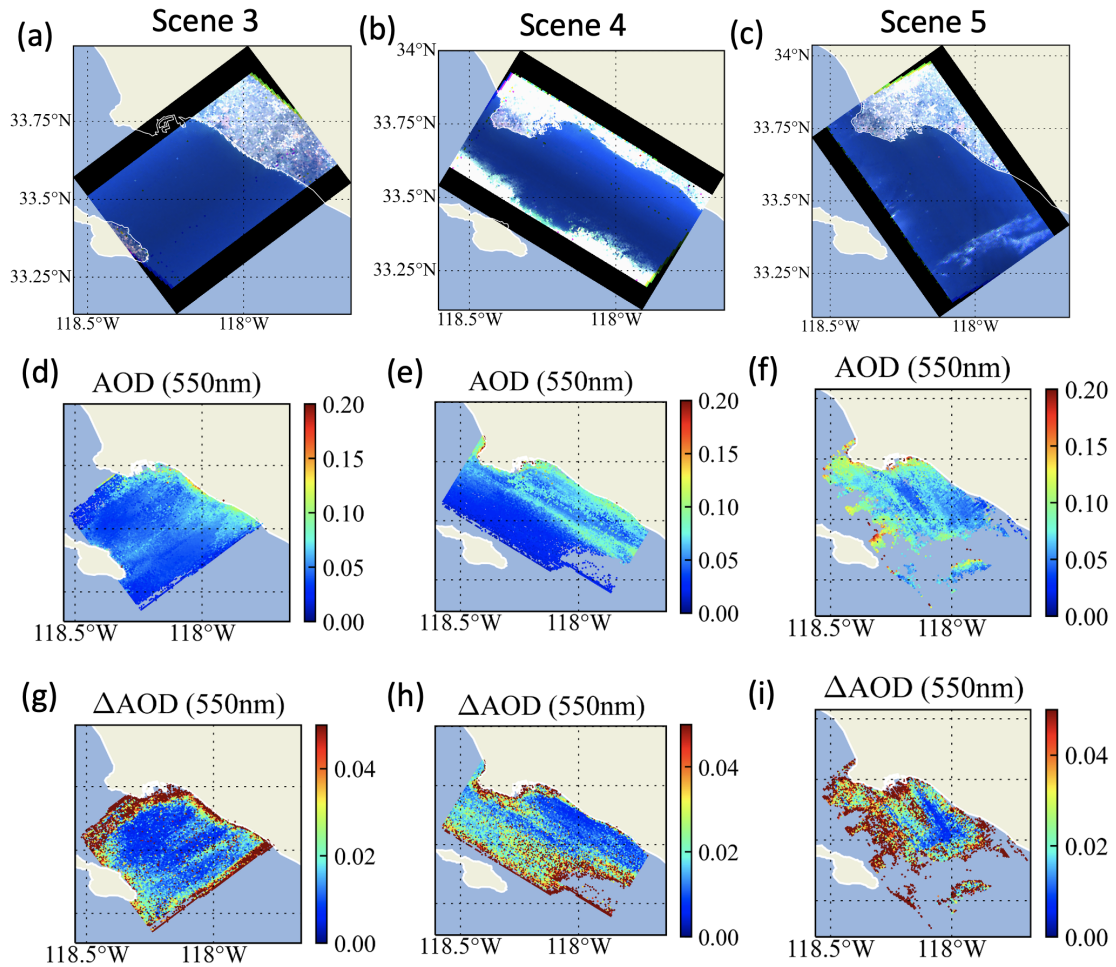 Scene 3
Scene 4
Scene 5
(a)
(b)
(c)
34°N
33.75°N
33.5°N
33.25°N
118.5°W
118°W
34°N
33.75°N
33.5°N
33.25°N
118.5°W
118°W
34°N
33.75°N
33.5°N
33.25°N
118.5°W
118°W
(d)
AOD (550nm)
0.20
0.15
0.10
0.05
0.00
118.5°W
118°W
(e)
AOD (550nm)
0.20
0.15
0.10
0.05
0.00
118.5°W
118°W
(f)
AOD (550nm)
0.20
0.15
0.10
0.05
0.00
118.5°W
118°W
(g)
ΔAOD (550nm)
0.04
0.02
0.00
118.5°W
118°W
(h)
ΔAOD (550nm)
0.04
0.02
0.00
118.5°W
118°W
(i)
ΔAOD (550nm)
0.04
0.02
0.00
118.5°W
118°W